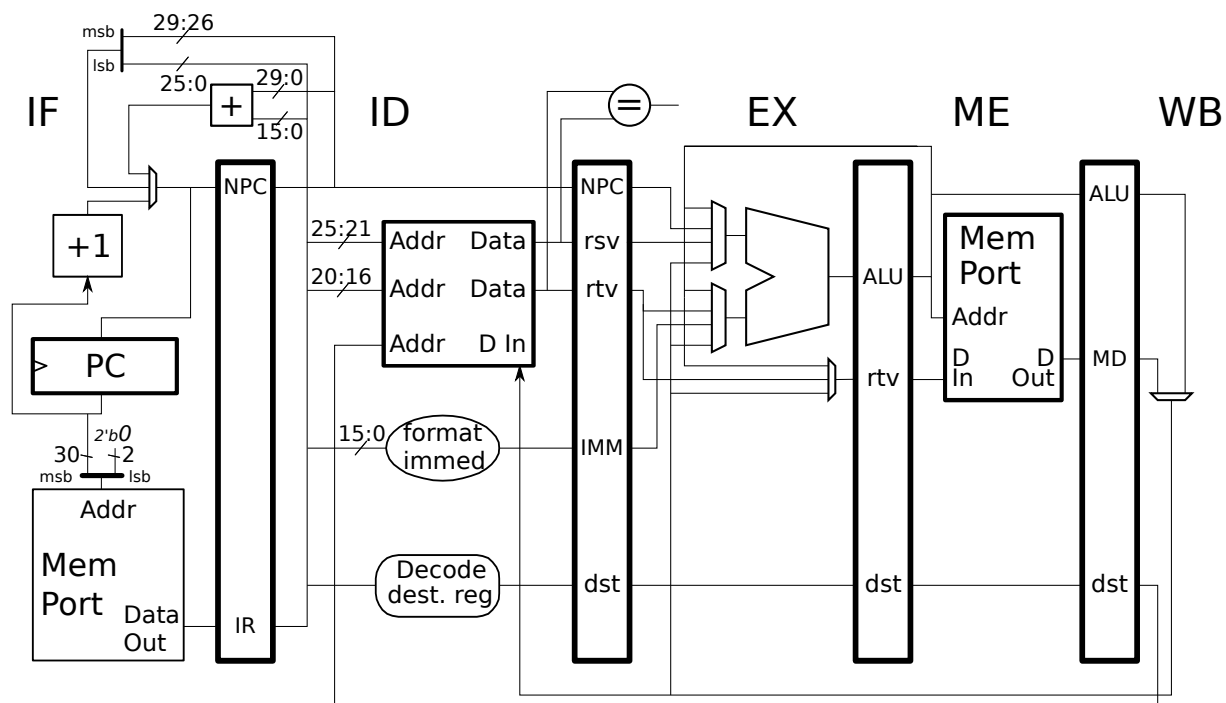 29:26
msb
lsb
25:0
29:0
+
15:0
IF
ID
=
EX
ME
WB
NPC
NPC
ALU
+1
25:21
Addr
Data
rsv
Mem
Port
20:16
Addr
Data
rtv
ALU
Addr
Addr
D In
PC
D
In
D
Out
MD
rtv
2'b0
30
2
msb
lsb
15:0
format
immed
IMM
Addr
Mem
Port
Data
Out
IR
Decode
dest. reg
dst
dst
dst